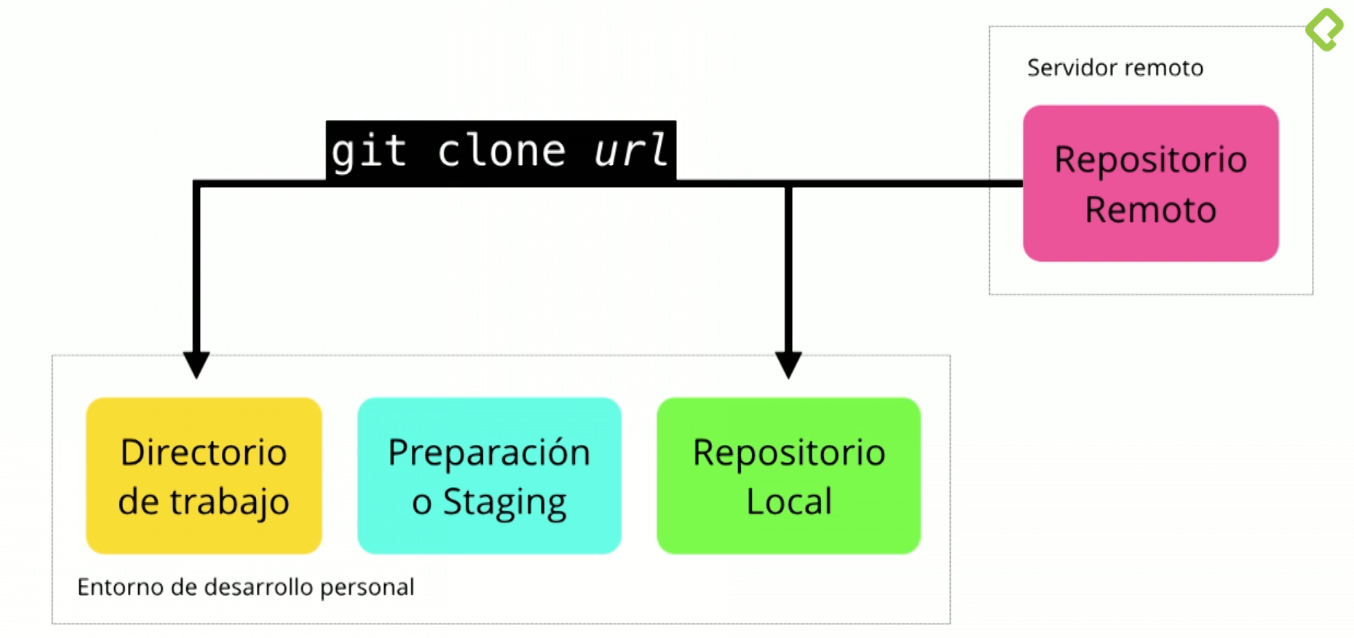 Servidor remoto
git clone url
Repositorio
Remoto
Directorio
de trabajo
Preparación
o Staging
Repositorio
Local
Entorno de desarrollo personal